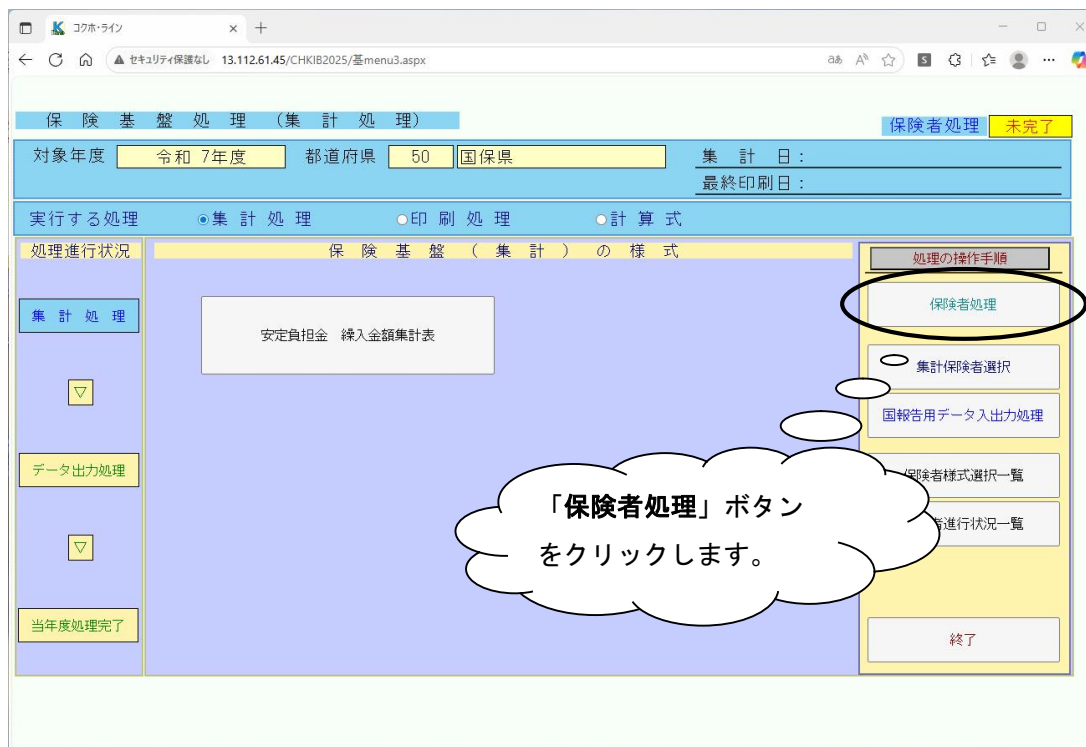 コクホ・ライン
セキュリティ保護なし 13.112.61.45/CHKIB2025/基menu3.aspx
保険基盤処理(集計処理)
保険者処理 未完了
対象年度 令和 7年度 都道府県 50 国保県 集計日:
最終印刷日:
実行する処理 集計処理 印刷処理 計算式
処理進行状況
保険基盤(集計)の様式
処理の操作手順
保険者処理
集計処理
安定負担金 繰入金額集計表
集計保険者選択
国報告用データ入出力処理
データ出力処理
保険者様式選択一覧
「保険者処理」ボタン
をクリックします。
者進行状況一覧
▽
▽
当年度処理完了
終了